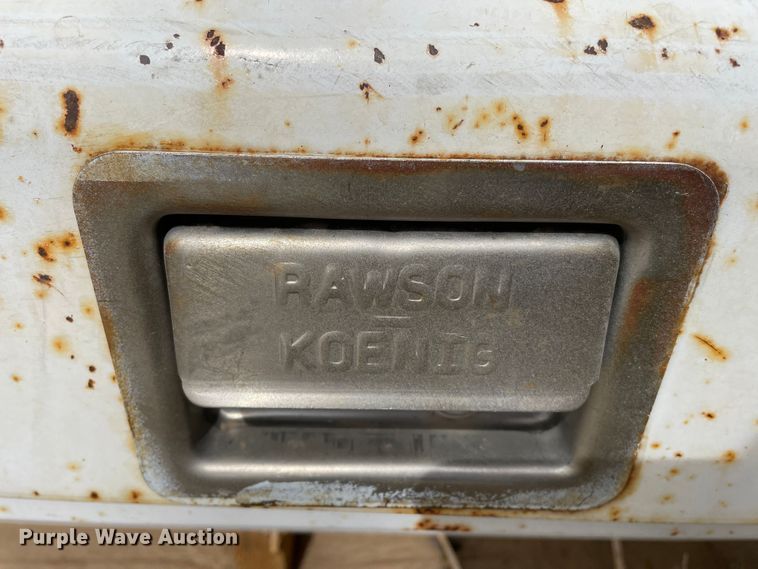 RAWSON
KOENIG
Purple Wave Auction